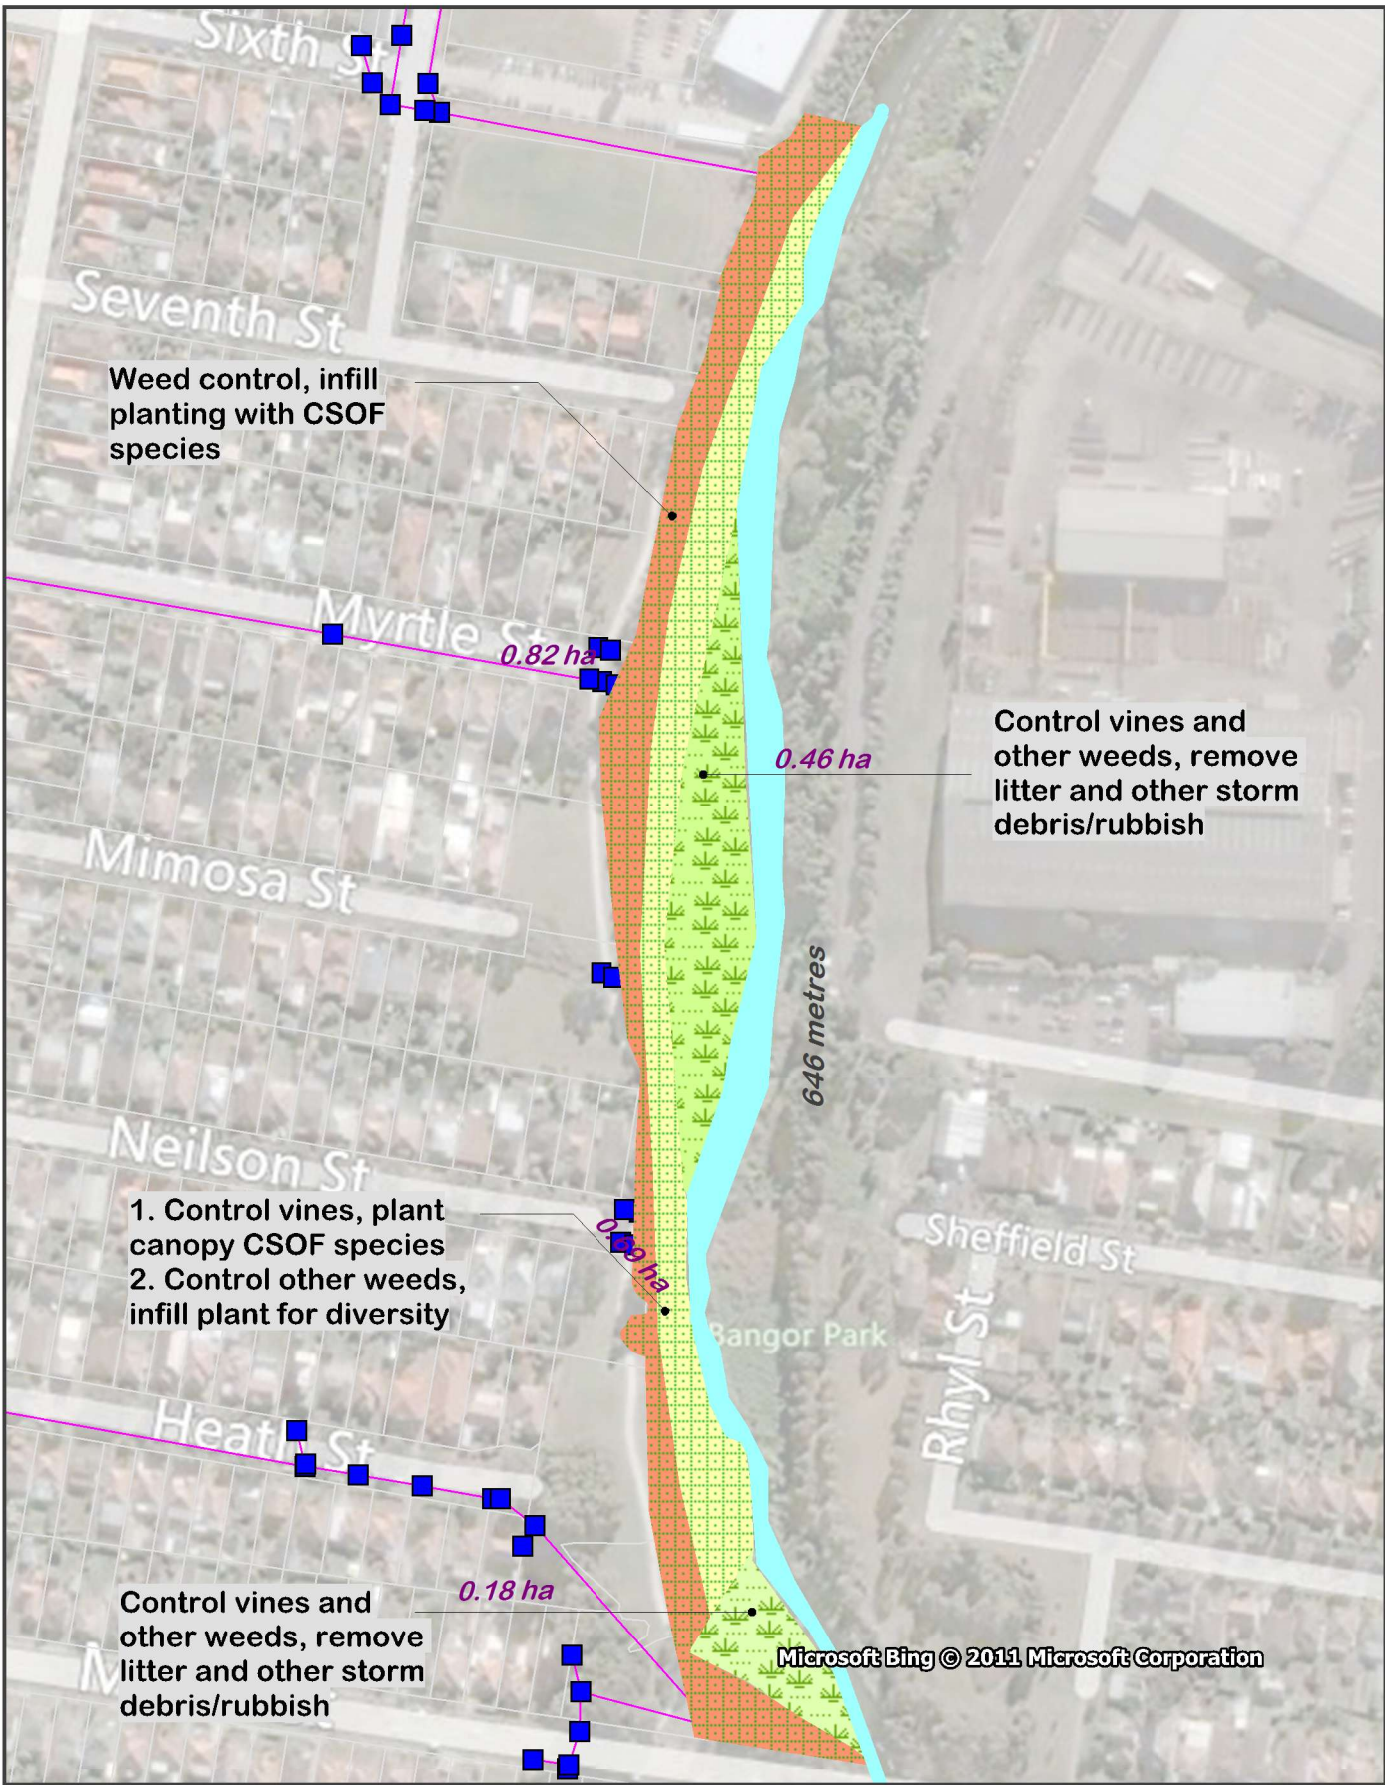 Sixth St
Seventh St
Weed control, infill
planting with CSOF
species
Myrtle St
0.82 ha
Control vines and
other weeds, remove
litter and other storm
debris/rubbish
0.46 ha
Mimosa St
646 metres
Neilson St
1. Control vines, plant
canopy CSOF species
2. Control other weeds,
infill plant for diversity
ha
Sheffield St
Bangor Park
Rhyl St
Heath St
0.18 ha
Control vines and
other weeds, remove
litter and other storm
debris/rubbish
M
Microsoft Bing © 2011 Microsoft Corporation